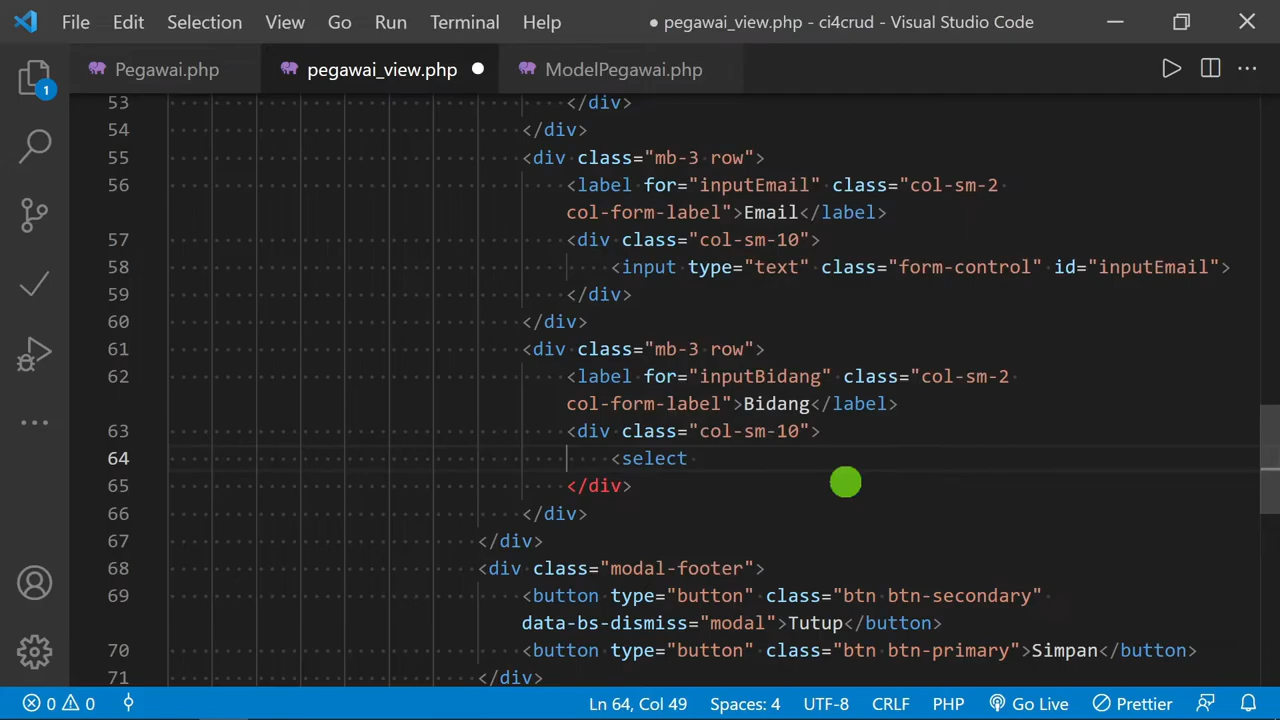 File Edit Selection View Go Run Terminal Help ● pegawai_view.php - ci4crud - Visual Studio Code
Pegawai.php pegawai_view.php ModelPegawai.php
1
53 </div>
54 </div>
55 <div class="mb-3 row">
56 <label for="inputEmail" class="col-sm-2
col-form-label">Email</label>
57 <div class="col-sm-10">
58 <input type="text" class="form-control" id="inputEmail">
59 </div>
60 </div>
61 <div class="mb-3 row">
62 <label for="inputBidang" class="col-sm-2
col-form-label">Bidang</label>
63 <div class="col-sm-10">
64 <select
65 </div>
66 </div>
67 </div>
68 <div class="modal-footer">
69 <button type="button" class="btn btn-secondary"
data-bs-dismiss="modal">Tutup</button>
70 <button type="button" class="btn btn-primary">Simpan</button>
71 </div>
0 0 Ln 64, Col 49 Spaces: 4 UTF-8 CRLF PHP Go Live Prettier